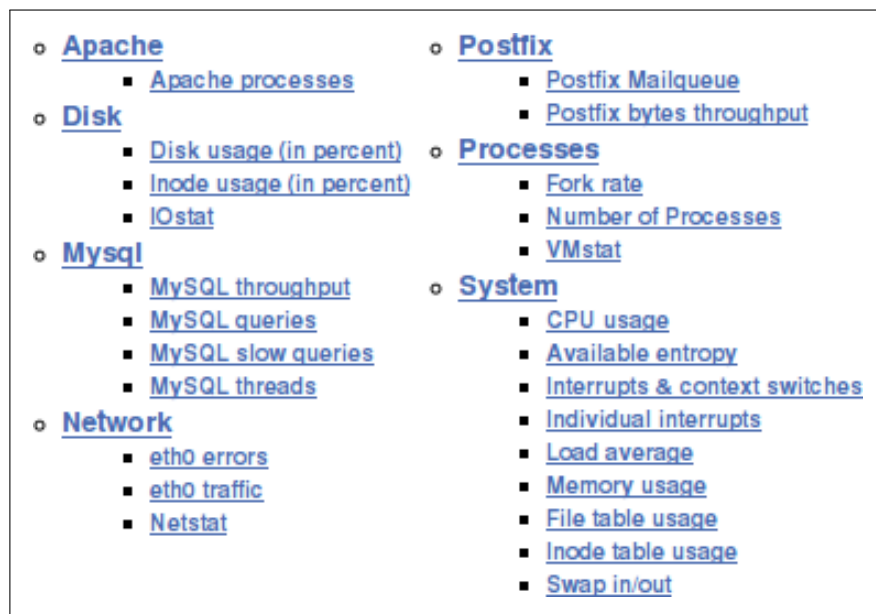 Apache
Apache processes
Disk
Disk usage (in percent)
Inode usage (in percent)
IOstat
Mysql
MySQL throughput
MySQL queries
MySQL slow queries
MySQL threads
Network
eth0 errors
eth0 traffic
Netstat
Postfix
Postfix Mailqueue
Postfix bytes throughput
Processes
Fork rate
Number of Processes
VMstat
System
CPU usage
Available entropy
Interrupts & context switches
Individual interrupts
Load average
Memory usage
File table usage
Inode table usage
Swap in/out